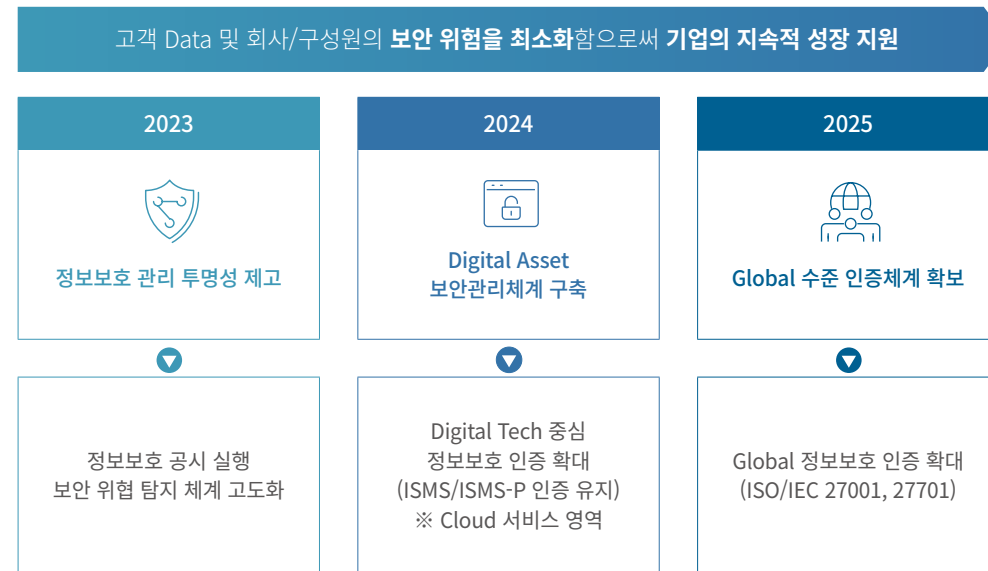 고객 Data 및 회사/구성원의 보안 위험을 최소화함으로써 기업의 지속적 성장 지원
2023
정보보호 관리 투명성 제고
정보보호 공시 실행
보안 위협 탐지 체계 고도화
2024
Digital Asset
보안관리체계 구축
Digital Tech 중심
정보보호 인증 확대
(ISMS/ISMS-P 인증 유지)
※ Cloud 서비스 영역
2025
Global 수준 인증체계 확보
Global 정보보호 인증 확대
(ISO/IEC 27001, 27701)